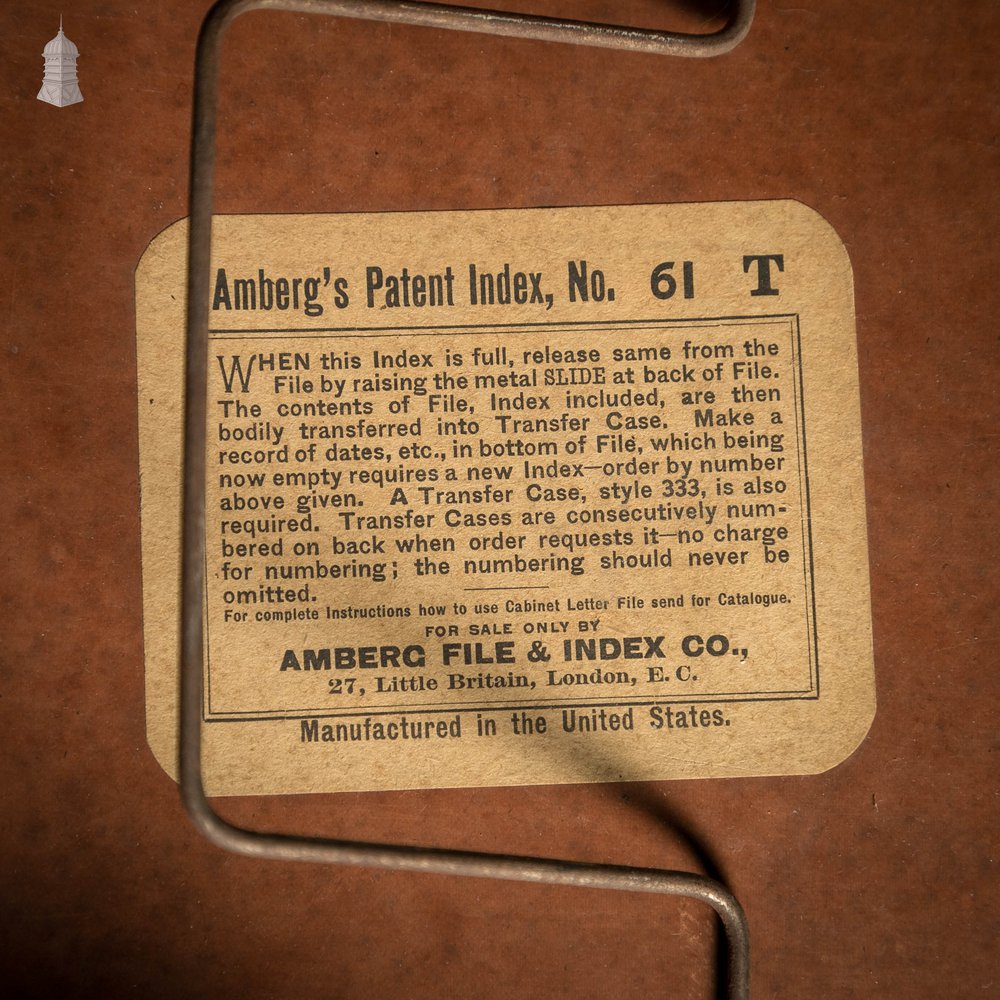 Amberg's Patent Index, No. 61 T
WHEN this Index is full, release same from the
File by raising the metal SLIDE at back of File.
The contents of File, Index included, are then
bodily transferred into Transfer Case. Make a
record of dates, etc., in bottom of File, which being
now empty requires a new Index—order by number
above given. A Transfer Case, style 333, is also
required. Transfer Cases are consecutively num-
bered on back when order requests it—no charge
for numbering; the numbering should never be
omitted.
For complete Instructions how to use Cabinet Letter File send for Catalogue.
FOR SALE ONLY BY
AMBERG FILE & INDEX CO.,
27, Little Britain, London, E. C.
Manufactured in the United States.